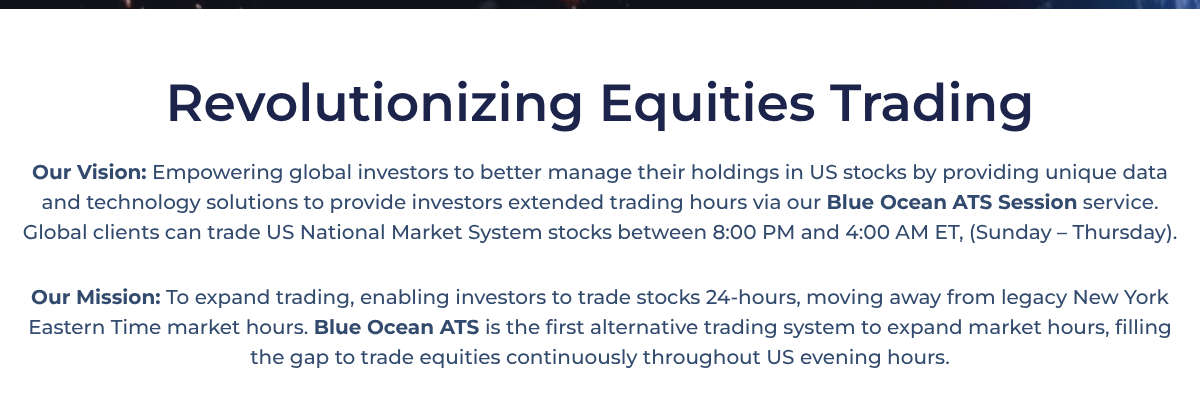 Revolutionizing Equities Trading
Our Vision: Empowering global investors to better manage their holdings in US stocks by providing unique data
and technology solutions to provide investors extended trading hours via our Blue Ocean ATS Session service.
Global clients can trade US National Market System stocks between 8:00 PM and 4:00 AM ET, (Sunday – Thursday).
Our Mission: To expand trading, enabling investors to trade stocks 24-hours, moving away from legacy New York
Eastern Time market hours. Blue Ocean ATS is the first alternative trading system to expand market hours, filling
the gap to trade equities continuously throughout US evening hours.